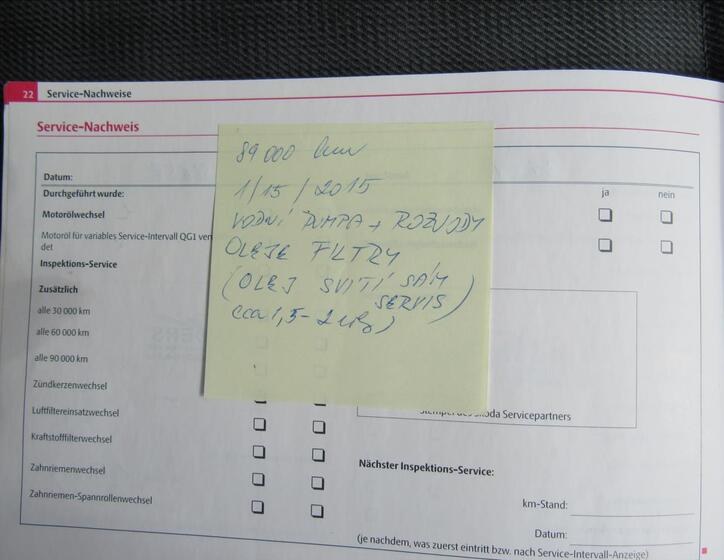 22 Service-Nachweise
Service-Nachweis
89 000 km
Datum:
1/15/2015
Durchgeführt wurde:
ja nein
VODNÍ PUMPA + ROZVODY
Motorölwechsel
Motoröl für variables Service-Intervall QG1 ver
det
OLEJE FILTRY
Inspektions-Service
(OLEJ SVITÍ SÁM
SERVIS
Zusätzlich
alle 30 000 km
cca 1,5-2
alle 60 000 km
alle 90 000 km
Zündkerzenwechsel
Luftfiltereinsatzwechsel
Stempel des Škoda Servicepartners
Kraftstofffilterwechsel
Zahnriemenwechsel
Zahnriemen-Spannrollenwechsel
Nächster Inspektions-Service:
km-Stand:
Datum:
(je nachdem, was zuerst eintritt bzw. nach Service-Intervall-Anzeige)